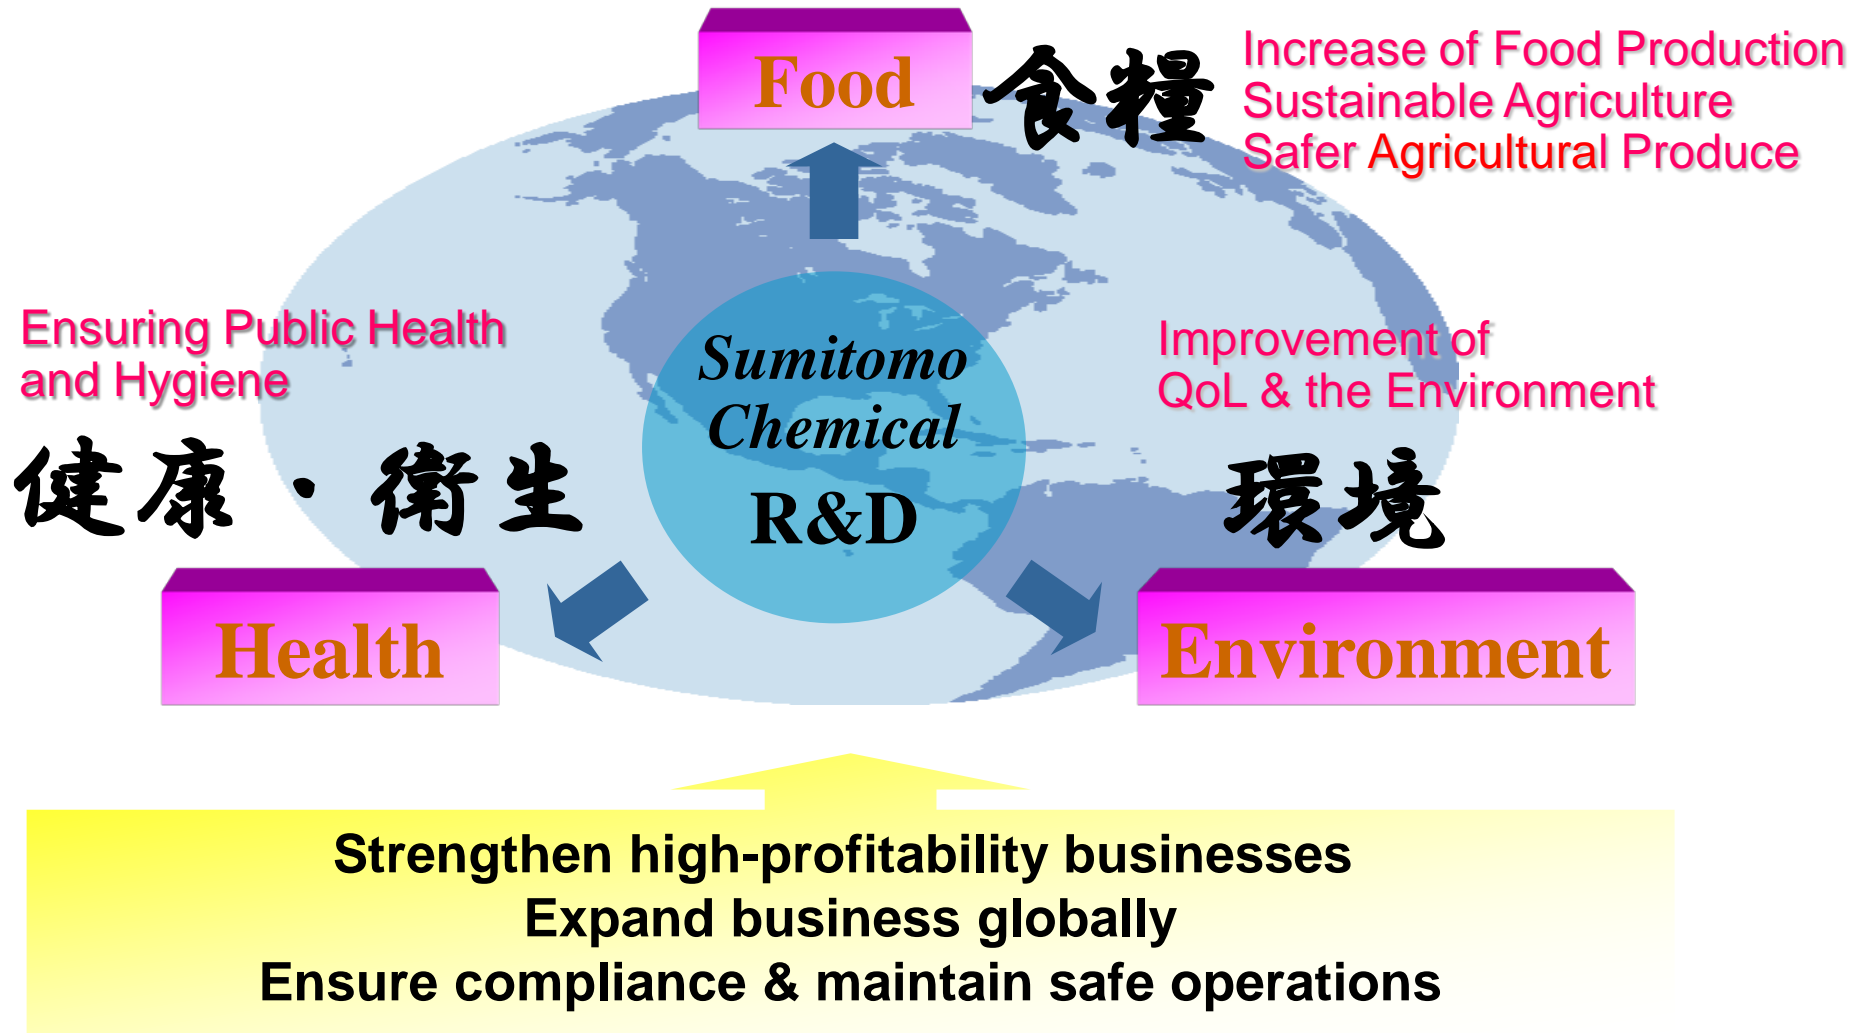 Food
食糧
Increase of Food Production
Sustainable Agriculture
Safer Agricultural Produce
Ensuring Public Health
and Hygiene
健康・衛生
Sumitomo
Chemical
R&D
Improvement of
QoL & the Environment
環境
Health
Environment
Strengthen high-profitability businesses
Expand business globally
Ensure compliance & maintain safe operations